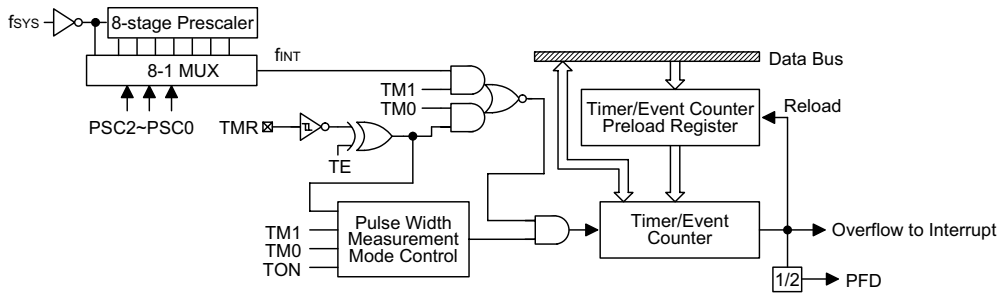 fSYS
8-stage Prescaler
8-1 MUX
fINT
PSC2~PSC0
TMR
TE
TM1
TM0
TM1
TM0
TON
Pulse Width
Measurement
Mode Control
Data Bus
Timer/Event Counter
Preload Register
Reload
Timer/Event
Counter
Overflow to Interrupt
1/2
PFD